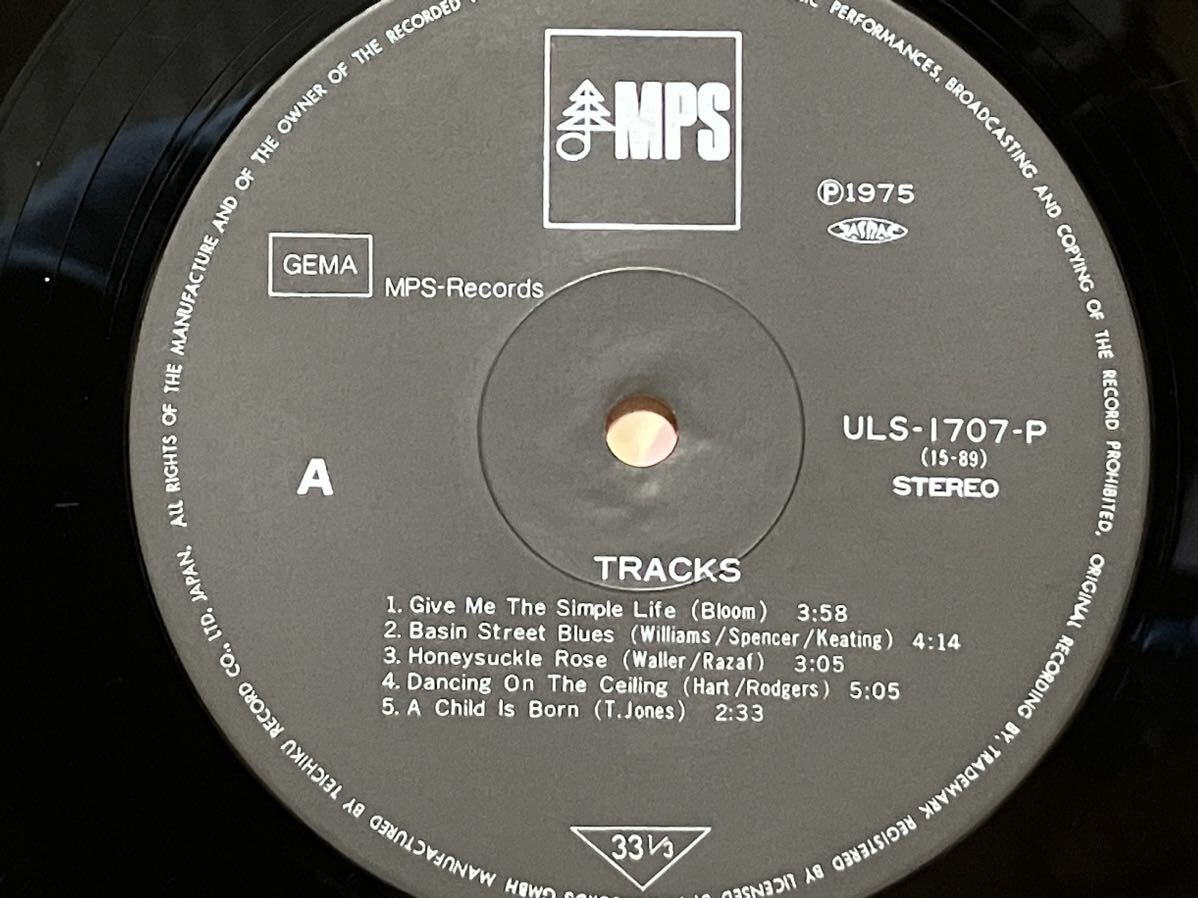 MPS
Ⓟ1975
JASRAC
GEMA
MPS-Records
ULS-1707-P
(15-89)
STEREO
A
TRACKS
1. Give Me The Simple Life (Bloom) 3:58
2. Basin Street Blues (Williams/Spencer/Keating) 4:14
3. Honeysuckle Rose (Waller/Razaf) 3:05
4. Dancing On The Ceiling (Hart/Rodgers) 5:05
5. A Child Is Born (T.Jones) 2:33
33 1/3
ALL RIGHTS OF THE MANUFACTURE AND OF THE OWNER OF THE RECORDED
PERFORMANCES, BROADCASTING AND COPYING OF THE RECORD PROHIBITED. ORIGINAL RECORDING BY, TRADEMARK REGISTERED BY LICENSED
GMBH MANUFACTURED BY TEICHIKU RECORD CO., LTD. JAPAN.